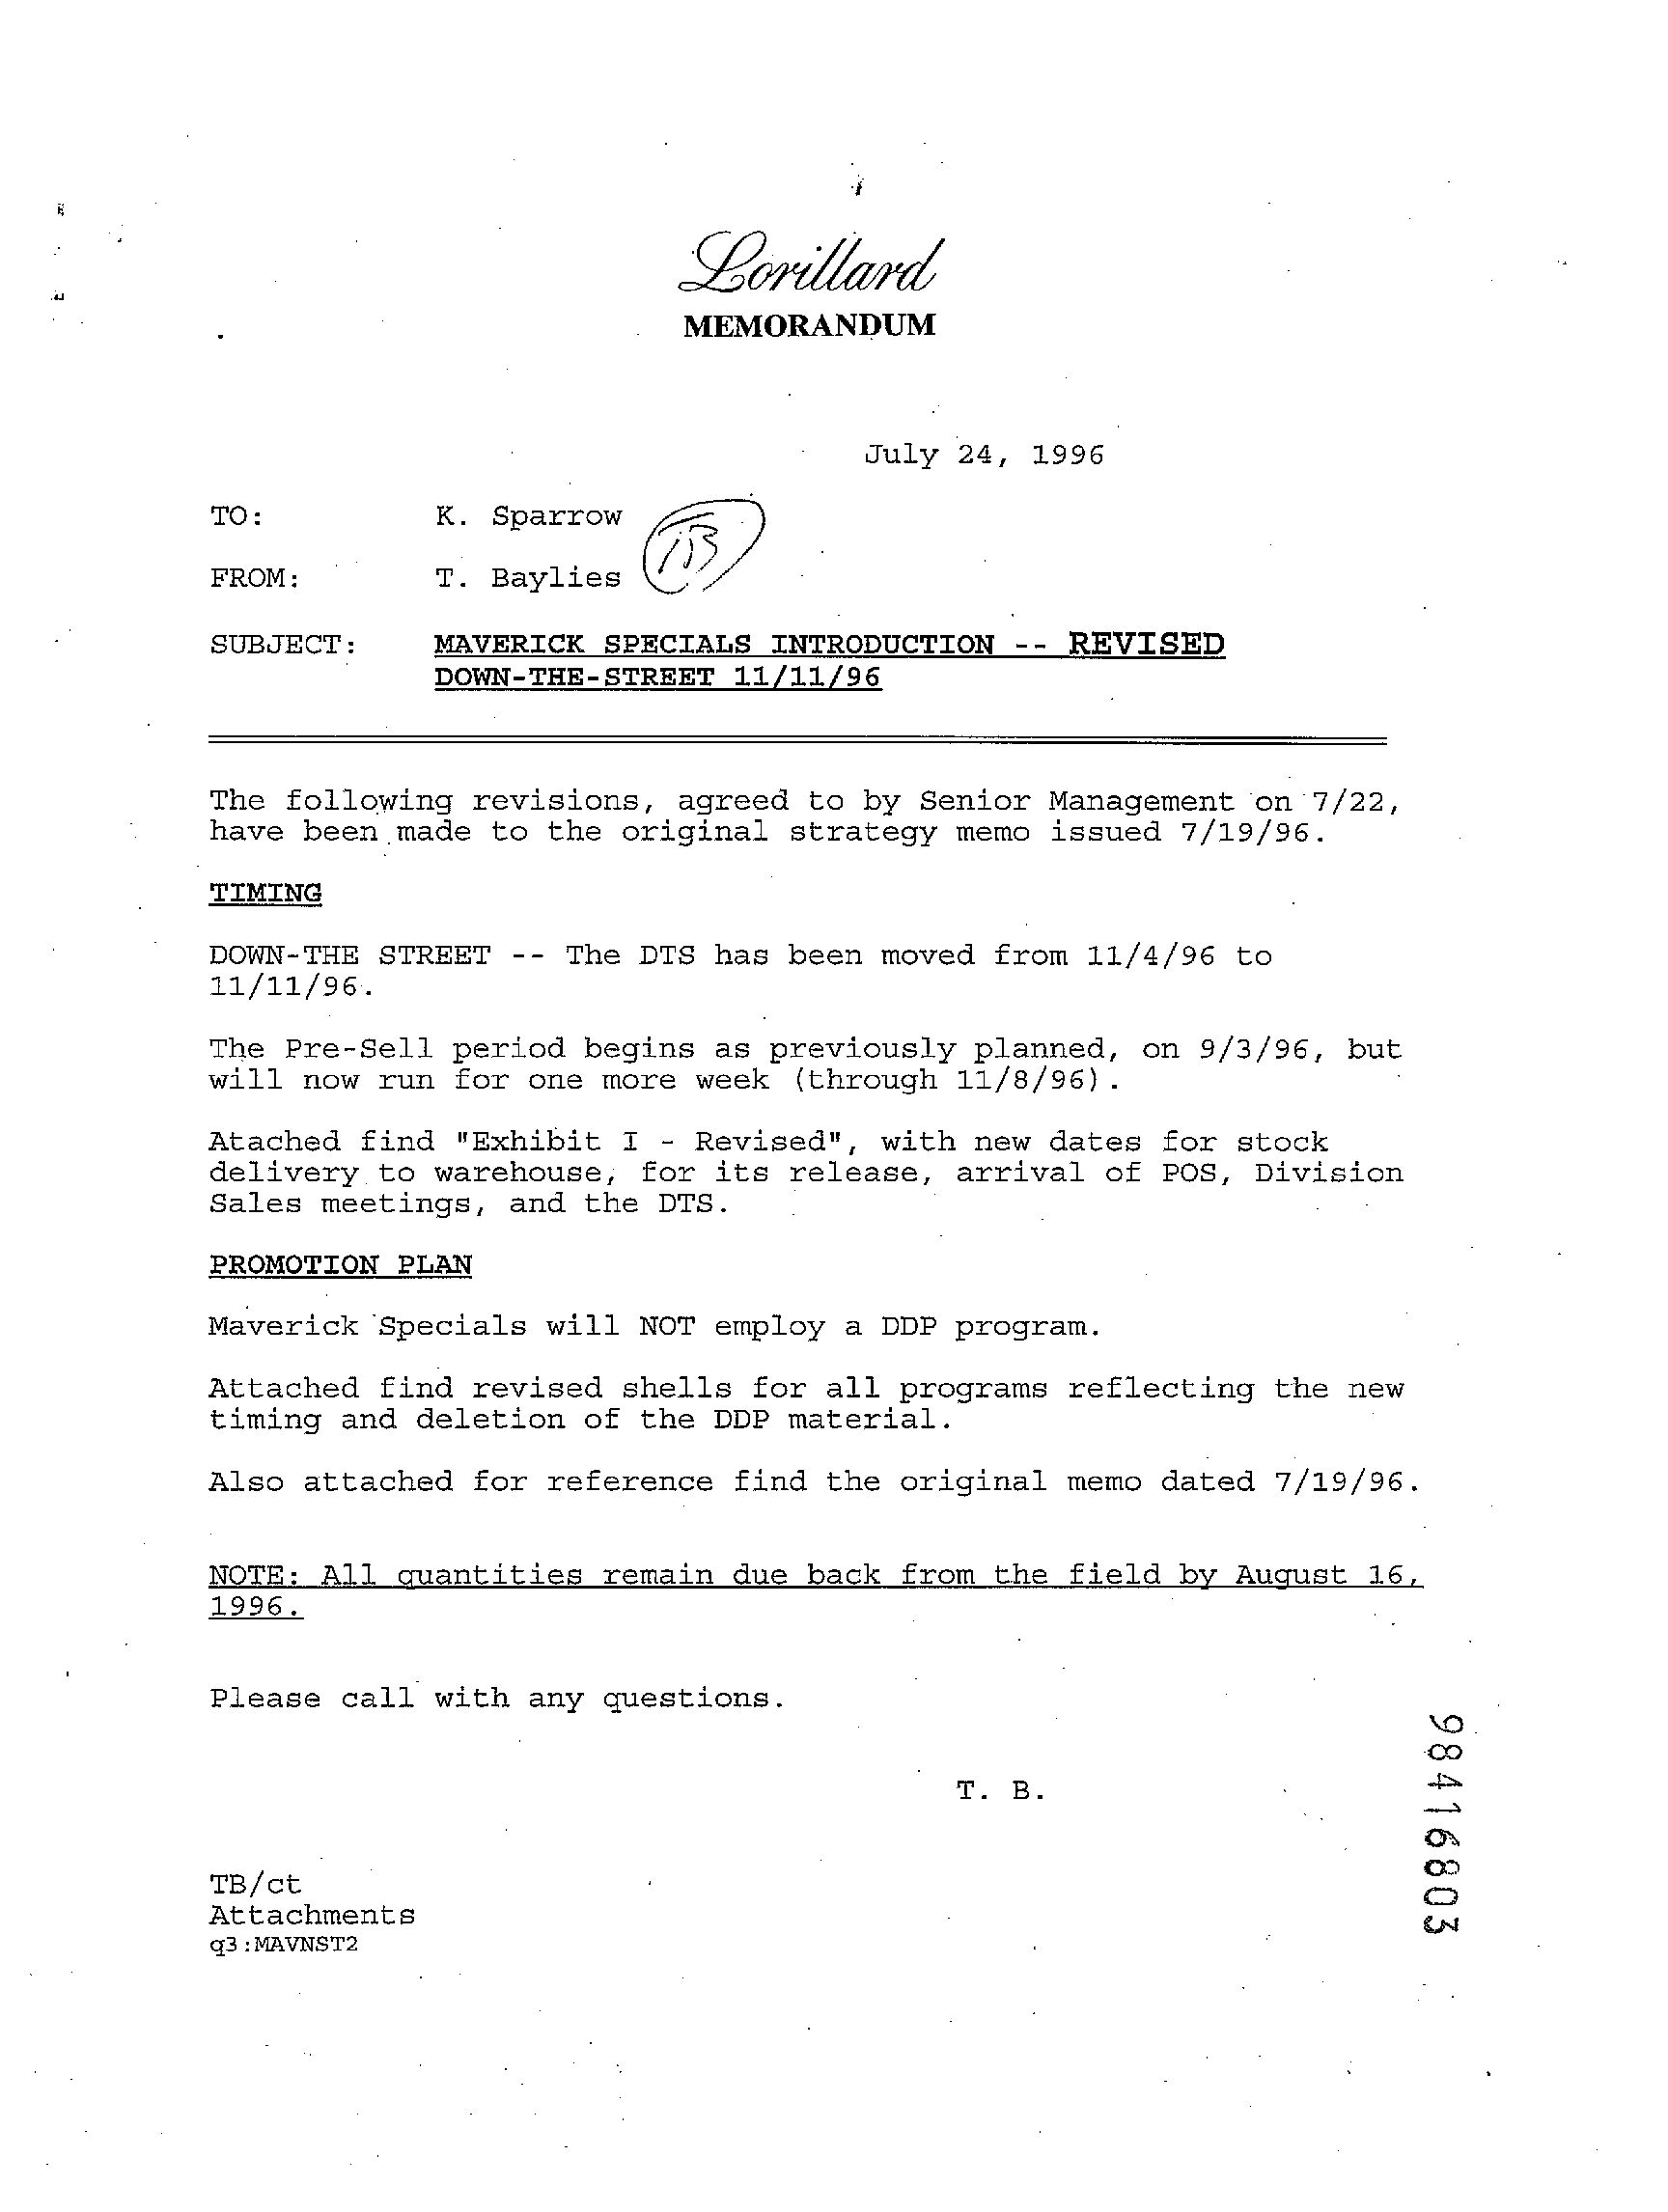 Lorillard
MEMORANDUM
July 24, 1996
TO: K. Sparrow
TB
FROM: T. Baylies
SUBJECT: MAVERICK SPECIALS INTRODUCTION -- REVISED
DOWN-THE-STREET 11/11/96
The following revisions, agreed to by Senior Management on 7/22,
have been made to the original strategy memo issued 7/19/96.
TIMING
DOWN-THE STREET -- The DTS has been moved from 11/4/96 to
11/11/96.
The Pre-Sell period begins as previously planned, on 9/3/96, but
will now run for one more week (through 11/8/96).
Atached find "Exhibit I - Revised", with new dates for stock
delivery to warehouse, for its release, arrival of POS, Division
Sales meetings, and the DTS.
PROMOTION PLAN
Maverick Specials will NOT employ a DDP program.
Attached find revised shells for all programs reflecting the new
timing and deletion of the DDP material.
Also attached for reference find the original memo dated 7/19/96.
NOTE: All quantities remain due back from the field by August 16,
1996.
Please call with any questions.
T. B.
TB/ct
Attachments
q3:MAVNST2
98416803